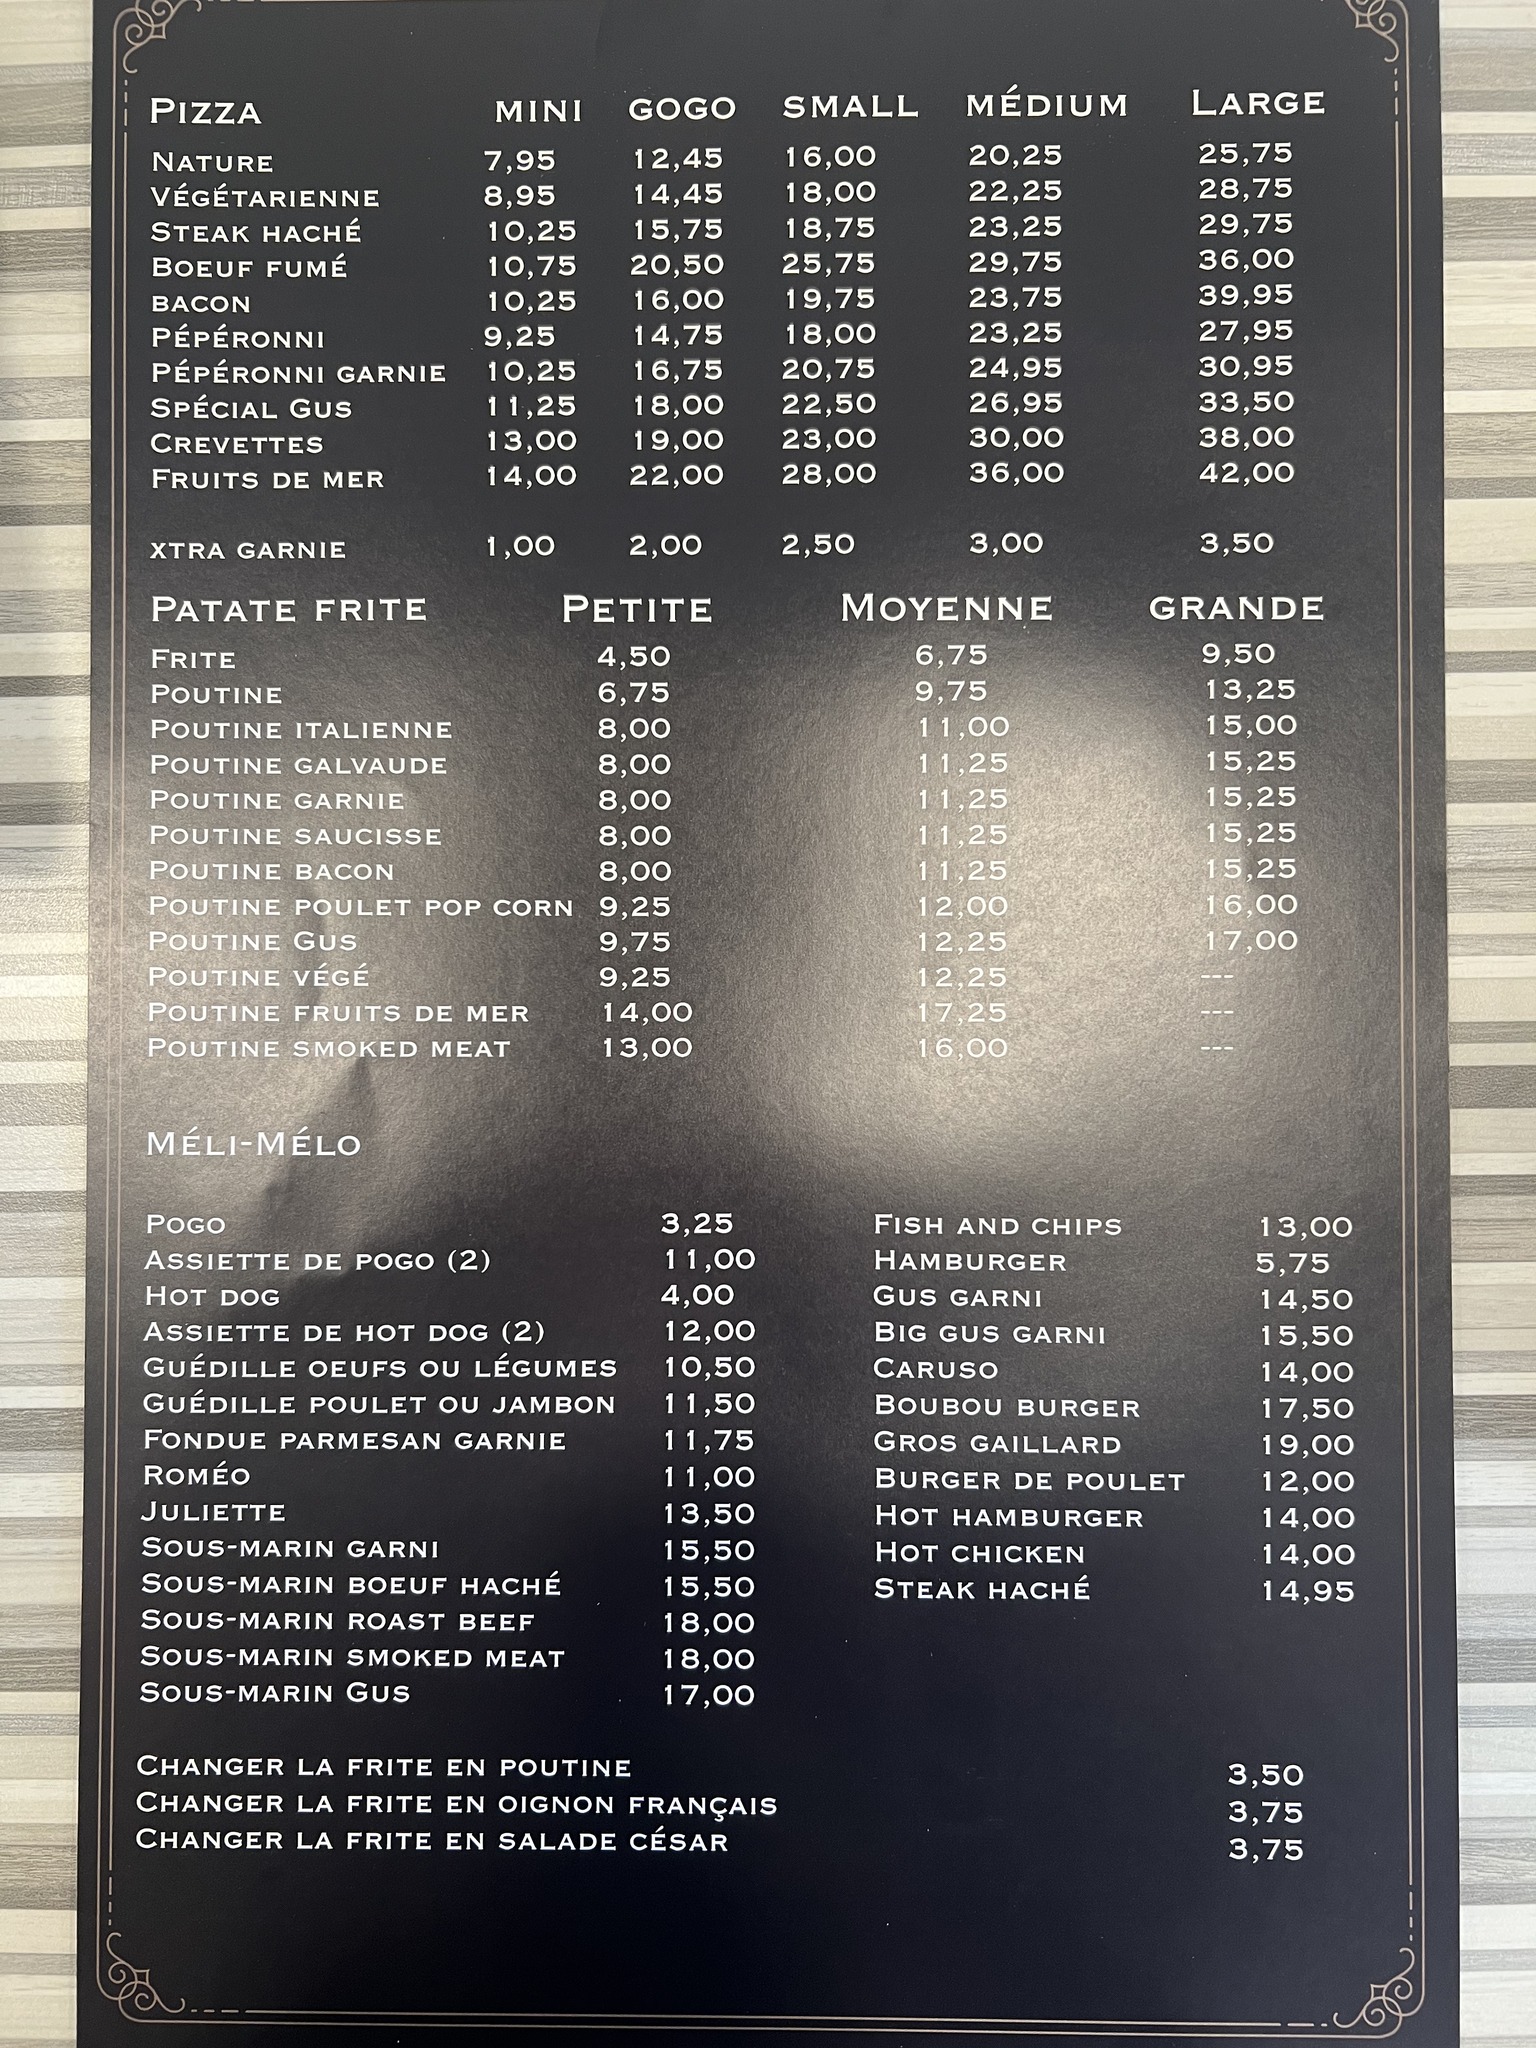 PIZZA MINI GOGO SMALL MÉDIUM LARGE
NATURE 7,95 12,45 16,00 20,25 25,75
VÉGÉTARIENNE 8,95 14,45 18,00 22,25 28,75
STEAK HACHÉ 10,25 15,75 18,75 23,25 29,75
BOEUF FUMÉ 10,75 20,50 25,75 29,75 36,00
BACON 10,25 16,00 19,75 23,75 39,95
PÉPÉRONNI 9,25 14,75 18,00 23,25 27,95
PÉPÉRONNI GARNIE 10,25 16,75 20,75 24,95 30,95
SPÉCIAL GUS 11,25 18,00 22,50 26,95 33,50
CREVETTES 13,00 19,00 23,00 30,00 38,00
FRUITS DE MER 14,00 22,00 28,00 36,00 42,00
XTRA GARNIE 1,00 2,00 2,50 3,00 3,50
PATATE FRITE PETITE MOYENNE GRANDE
FRITE 4,50 6,75 9,50
POUTINE 6,75 9,75 13,25
POUTINE ITALIENNE 8,00 11,00 15,00
POUTINE GALVAUDE 8,00 11,25 15,25
POUTINE GARNIE 8,00 11,25 15,25
POUTINE SAUCISSE 8,00 11,25 15,25
POUTINE BACON 8,00 11,25 15,25
POUTINE POULET POP CORN 9,25 12,00 16,00
POUTINE GUS 9,75 12,25 17,00
POUTINE VÉGÉ 9,25 12,25 ---
POUTINE FRUITS DE MER 14,00 17,25 ---
POUTINE SMOKED MEAT 13,00 16,00 ---
MÉLI-MÉLO
POGO 3,25
ASSIETTE DE POGO (2) 11,00
HOT DOG 4,00
ASSIETTE DE HOT DOG (2) 12,00
GUÉDILLE OEUFS OU LÉGUMES 10,50
GUÉDILLE POULET OU JAMBON 11,50
FONDUE PARMESAN GARNIE 11,75
ROMÉO 11,00
JULIETTE 13,50
SOUS-MARIN GARNI 15,50
SOUS-MARIN BOEUF HACHÉ 15,50
SOUS-MARIN ROAST BEEF 18,00
SOUS-MARIN SMOKED MEAT 18,00
SOUS-MARIN GUS 17,00
FISH AND CHIPS 13,00
HAMBURGER 5,75
GUS GARNI 14,50
BIG GUS GARNI 15,50
CARUSO 14,00
BOUBOU BURGER 17,50
GROS GAILLARD 19,00
BURGER DE POULET 12,00
HOT HAMBURGER 14,00
HOT CHICKEN 14,00
STEAK HACHÉ 14,95
CHANGER LA FRITE EN POUTINE 3,50
CHANGER LA FRITE EN OIGNON FRANÇAIS 3,75
CHANGER LA FRITE EN SALADE CÉSAR 3,75